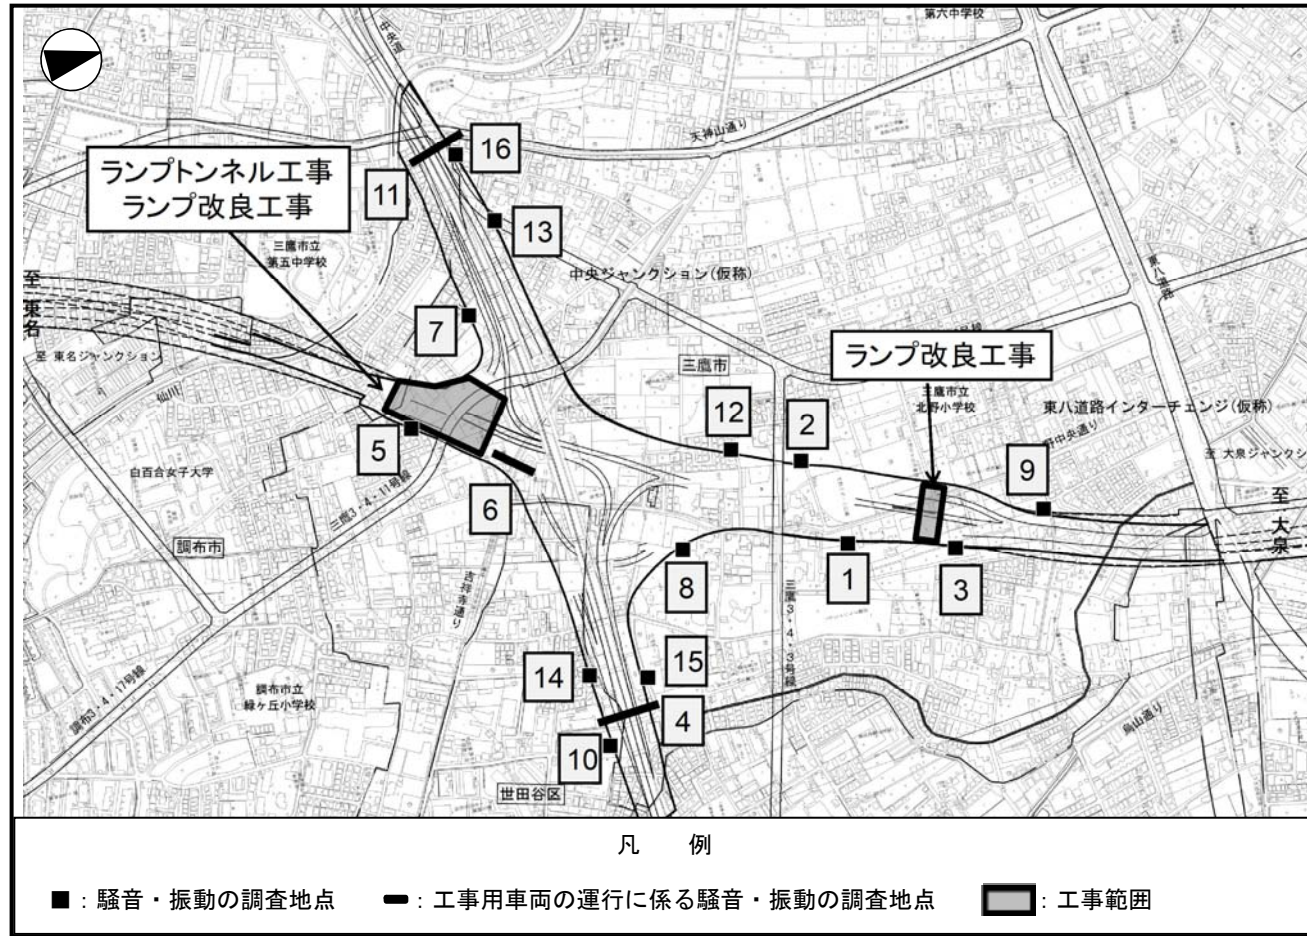 第六中学校
中央道
天神山通り
16
ランプトンネル工事
ランプ改良工事
11
13
三鷹市立
第五中学校
中央ジャンクション(仮称)
東八道路
至 東名
7
ランプ改良工事
三鷹市
至 東名ジャンクション
仙川
三鷹市立
北野小学校
東八道路インターチェンジ(仮称)
12
2
5
9
至 大泉ジャンクション
白百合女子大学
三鷹3・4・11号線
至 大泉
6
調布市
吉祥寺通り
8
1
3
三鷹3・4・3号線
14
15
調布市立
緑ヶ丘小学校
調布3・4・17号線
4
烏山通り
10
世田谷区
凡 例
■：騒音・振動の調査地点
：工事用車両の運行に係る騒音・振動の調査地点
：工事範囲